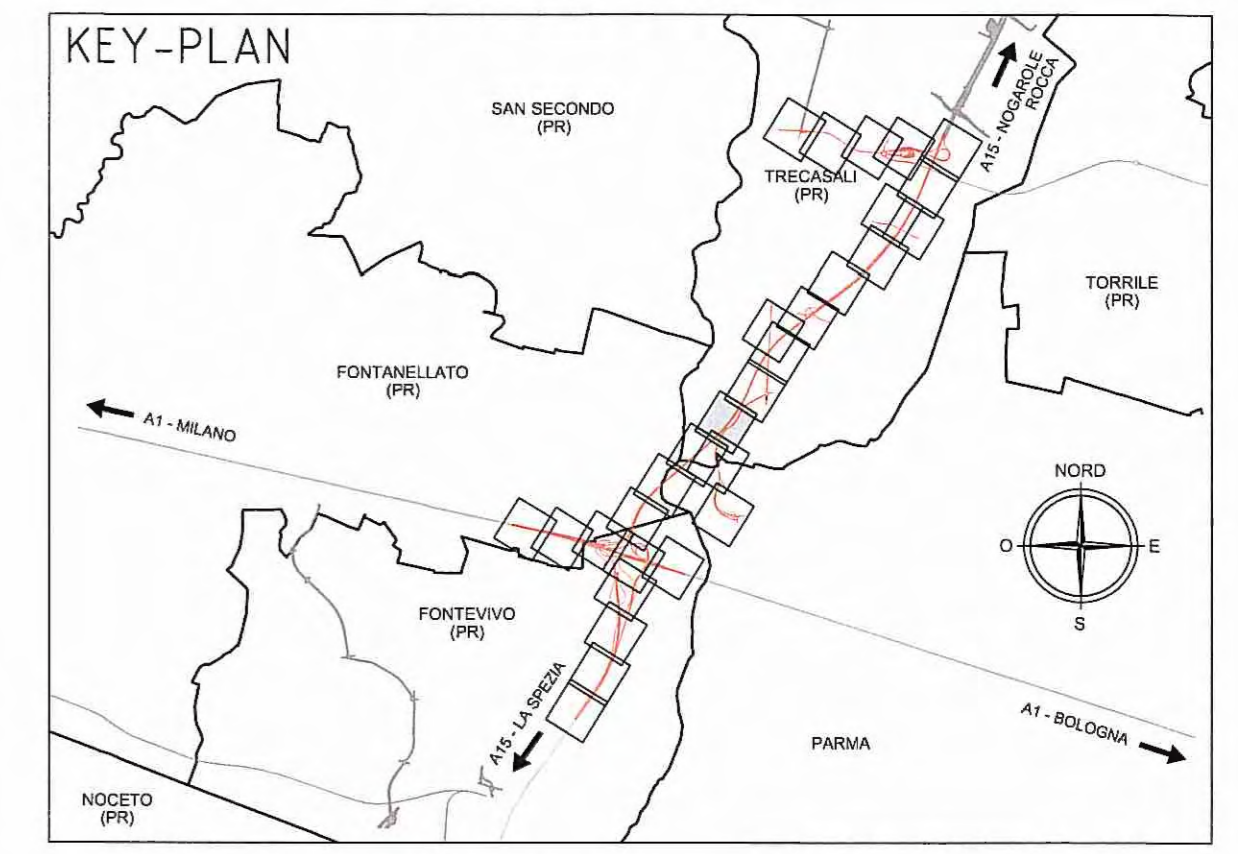 KEY-PLAN
SAN SECONDO
(PR)
A15 - NOGAROLE
ROCCA
TRECASALI
(PR)
TORRILE
(PR)
FONTANELLATO
(PR)
A1 - MILANO
NORD
O
E
S
FONTEVIVO
(PR)
A15 - LA SPEZIA
A1 - BOLOGNA
PARMA
NOCETO
(PR)